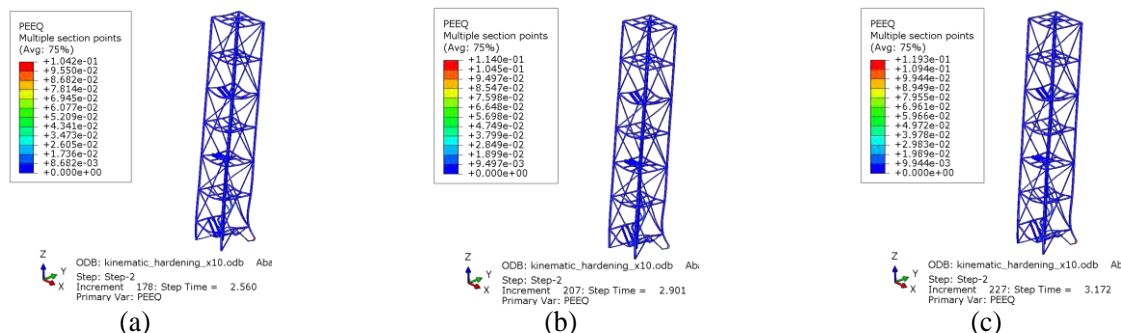 PEEQ
Multiple section points
(Avg: 75%)
+1.042e-01
+9.550e-02
+8.682e-02
+7.814e-02
+6.945e-02
+6.077e-02
+5.209e-02
+4.341e-02
+3.473e-02
+2.605e-02
+1.736e-02
+8.682e-03
+0.000e+00
Z
Y
X
ODB: kinematic_hardening_x10.odb Aba
Step: Step-2
Increment 178: Step Time = 2.560
Primary Var: PEEQ
(a)
PEEQ
Multiple section points
(Avg: 75%)
+1.140e-01
+1.045e-01
+9.497e-02
+8.547e-02
+7.598e-02
+6.648e-02
+5.698e-02
+4.749e-02
+3.799e-02
+2.849e-02
+1.899e-02
+9.497e-03
+0.000e+00
Z
Y
X
ODB: kinematic_hardening_x10.odb Al
Step: Step-2
Increment 207: Step Time = 2.901
Primary Var: PEEQ
(b)
PEEQ
Multiple section points
(Avg: 75%)
+1.193e-01
+1.094e-01
+9.944e-02
+8.949e-02
+7.955e-02
+6.961e-02
+5.966e-02
+4.972e-02
+3.978e-02
+2.983e-02
+1.989e-02
+9.944e-03
+0.000e+00
Z
Y
X
ODB: kinematic_hardening_x10.odb Al
Step: Step-2
Increment 227: Step Time = 3.172
Primary Var: PEEQ
(c)